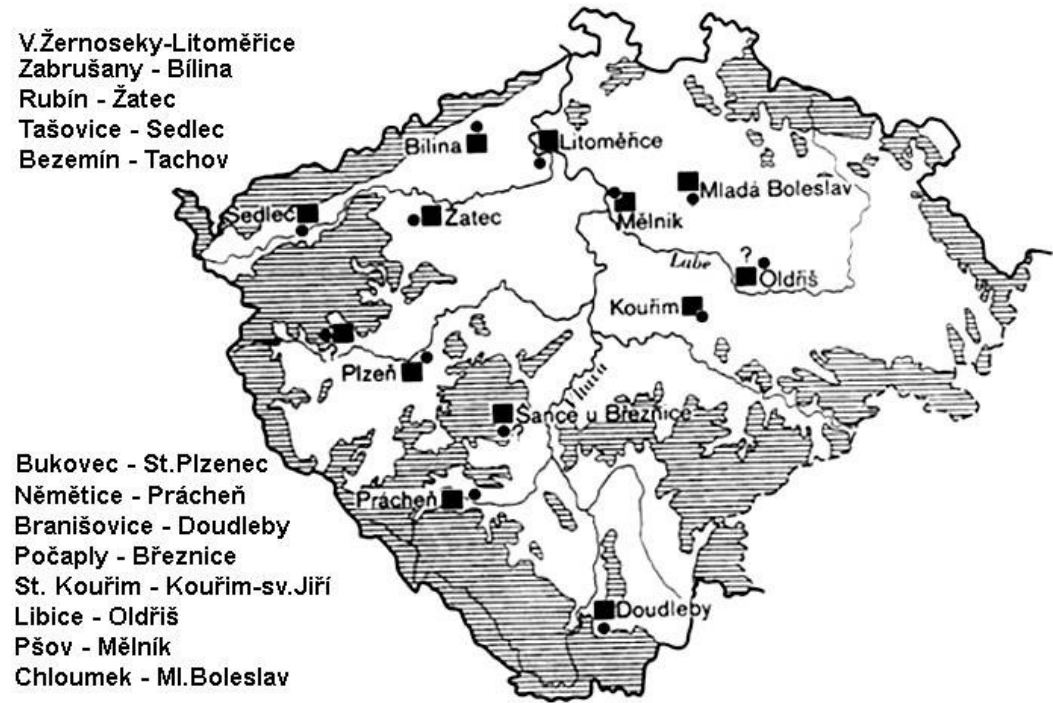 V.Žernoseky-Litoměřice
Zabrušany - Bílina
Rubín - Žatec
Tašovice - Sedlec
Bezemín - Tachov
Bílina
Litoměřice
Mladá Boleslav
Sedlec
Žatec
Mělník
?
Labe
Oldřiš
Kouřim
?
Plzeň
Vltava
Šance u Březnice
?
Prácheň
Doudleby
Bukovec - St.Plzenec
Němětice - Prácheň
Branišovice - Doudleby
Počaply - Březnice
St. Kouřim - Kouřim-sv.Jiří
Libice - Oldřiš
Pšov - Mělník
Chloumek - Ml.Boleslav